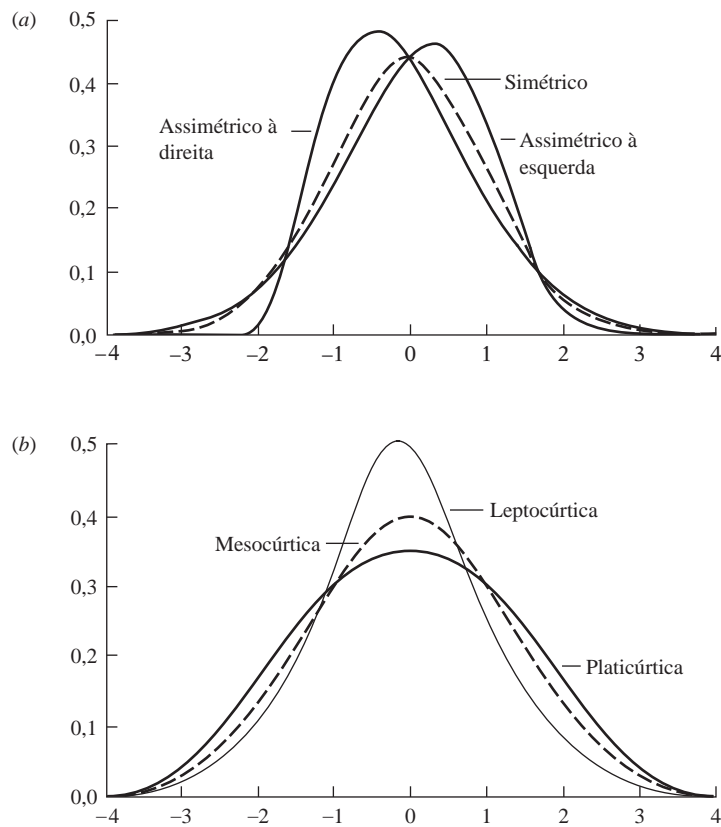 (a)
0,5
0,4
0,3
0,2
0,1
0,0
Simétrico
Assimétrico à
direita
Assimétrico à
esquerda
–4 –3 –2 –1 0 1 2 3 4
(b)
0,5
0,4
0,3
0,2
0,1
0,0
Leptocúrtica
Mesocúrtica
Platicúrtica
–4 –3 –2 –1 0 1 2 3 4